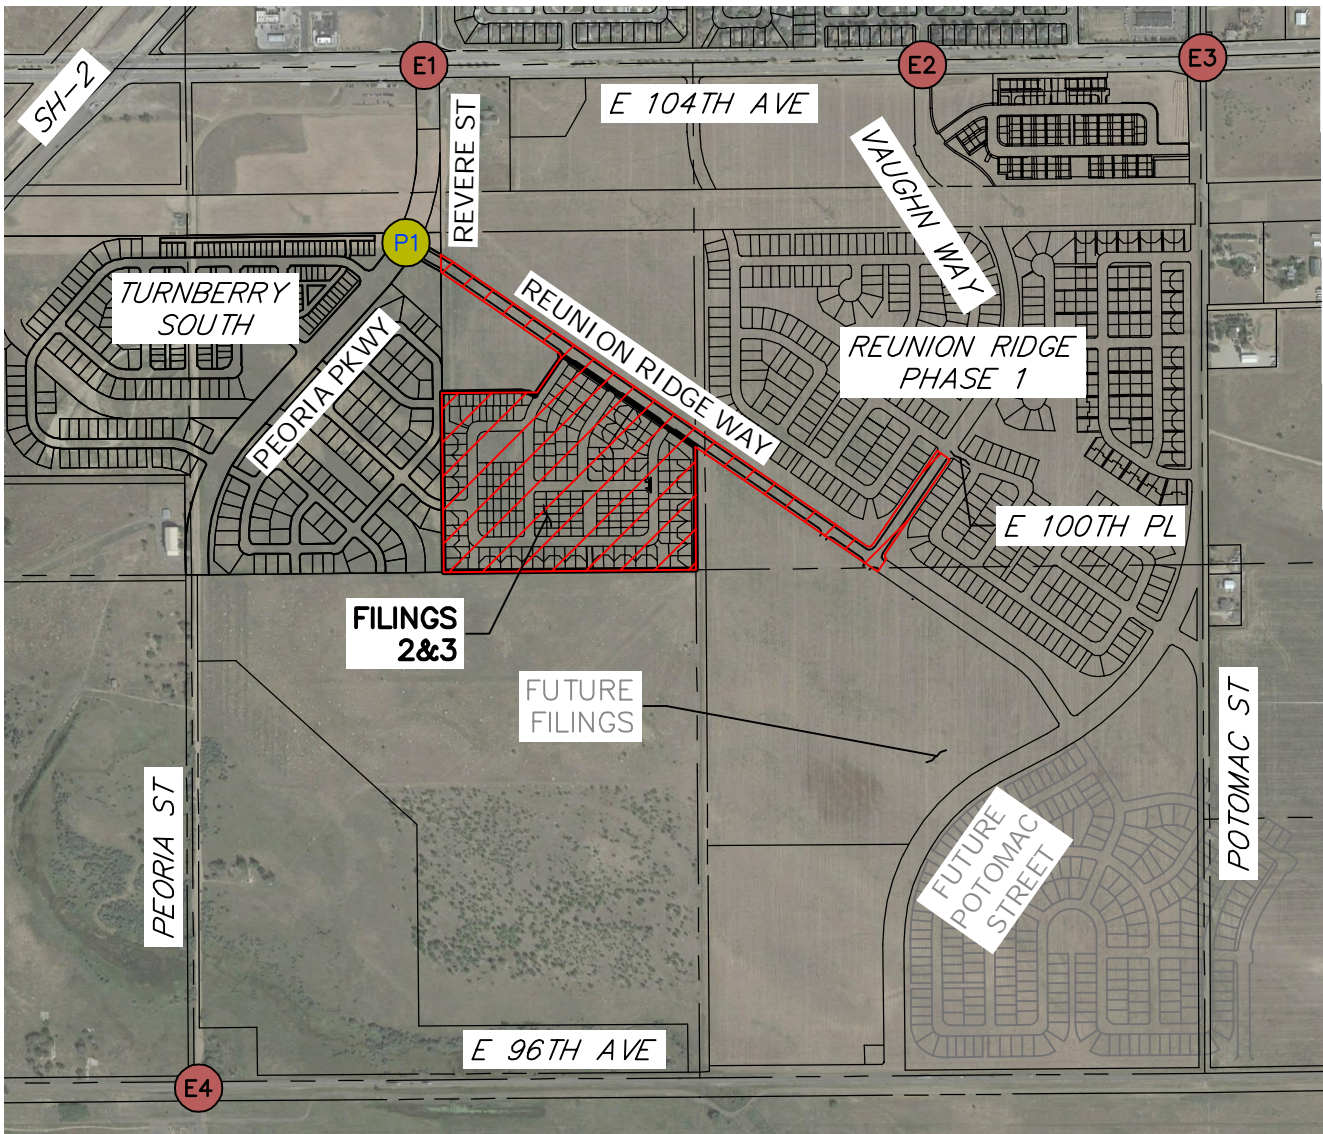 E1
E2
E3
SH-2
REVERE ST
E 104TH AVE
VAUGHN WAY
P1
TURNBERRY
SOUTH
REUNION RIDGE WAY
PEORIA PKWY
REUNION RIDGE
PHASE 1
E 100TH PL
FILINGS
2&3
FUTURE
FILINGS
POTOMAC ST
PEORIA ST
FUTURE
POTOMAC
STREET
E 96TH AVE
E4